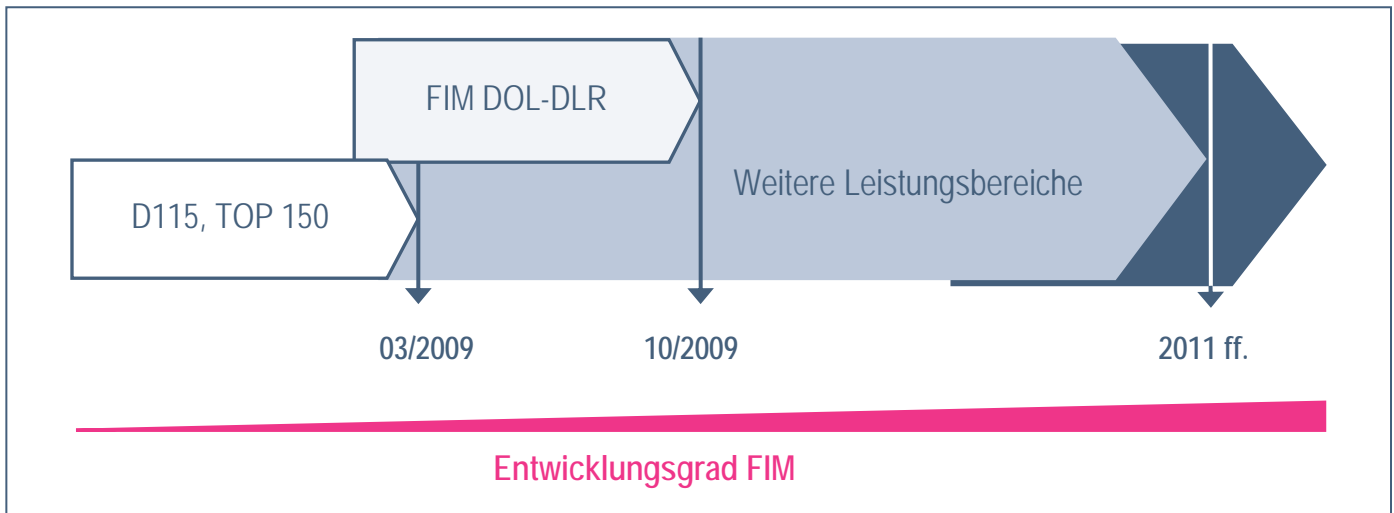 FIM DOL-DLR
D115, TOP 150
Weitere Leistungsbereiche
03/2009
10/2009
2011 ff.
Entwicklungsgrad FIM